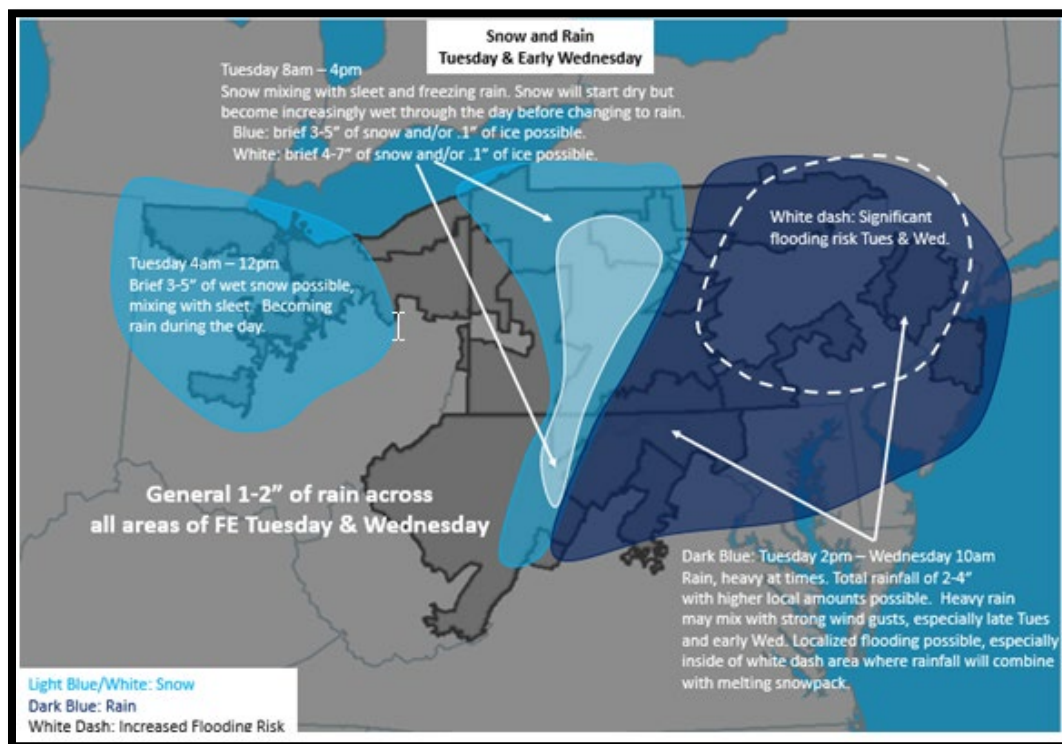 Snow and Rain
Tuesday & Early Wednesday
Tuesday 8am – 4pm
Snow mixing with sleet and freezing rain. Snow will start dry but
become increasingly wet through the day before changing to rain.
Blue: brief 3-5” of snow and/or .1” of ice possible.
White: brief 4-7” of snow and/or .1” of ice possible.
White dash: Significant
flooding risk Tues & Wed.
Tuesday 4am – 12pm
Brief 3-5” of wet snow possible,
mixing with sleet. Becoming
rain during the day.
General 1-2” of rain across
all areas of FE Tuesday & Wednesday
Dark Blue: Tuesday 2pm – Wednesday 10am
Rain, heavy at times. Total rainfall of 2-4”
with higher local amounts possible. Heavy rain
may mix with strong wind gusts, especially late Tues
and early Wed. Localized flooding possible, especially
inside of white dash area where rainfall will combine
with melting snowpack.
Light Blue/White: Snow
Dark Blue: Rain
White Dash: Increased Flooding Risk